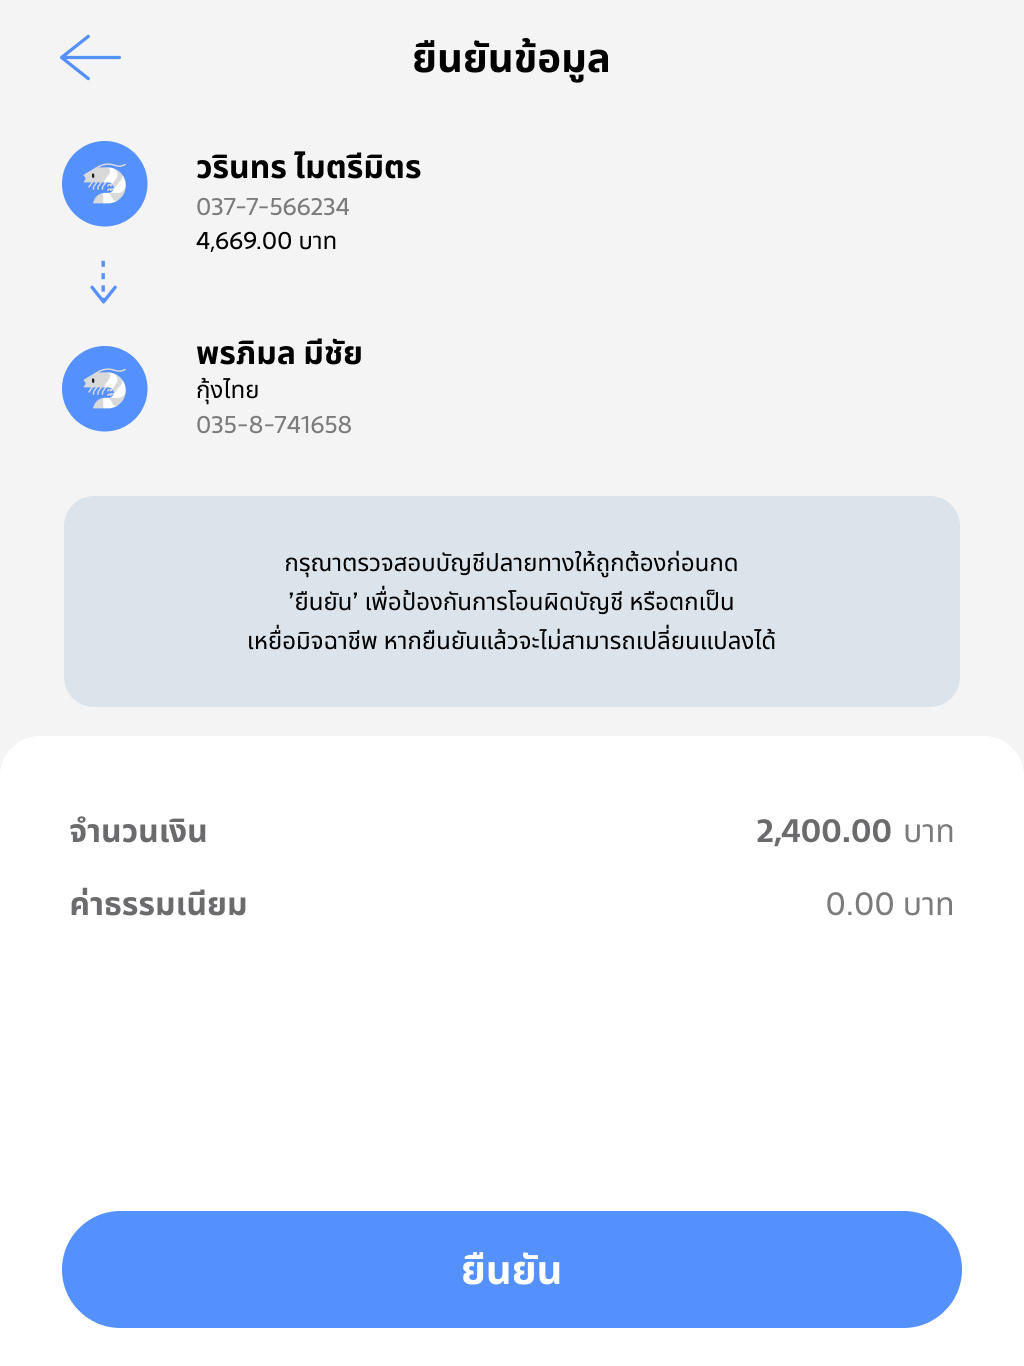 ยืนยันข้อมูล
วรินทร ไมตรีมิตร
037-7-566234
4,669.00 บาท
พรภิมล มีชัย
กุ้งไทย
035-8-741658
กรุณาตรวจสอบบัญชีปลายทางให้ถูกต้องก่อนกด
’ยืนยัน’ เพื่อป้องกันการโอนผิดบัญชี หรือตกเป็น
เหยื่อมิจฉาชีพ หากยืนยันแล้วจะไม่สามารถเปลี่ยนแปลงได้
จำนวนเงิน 2,400.00 บาท
ค่าธรรมเนียม 0.00 บาท
ยืนยัน